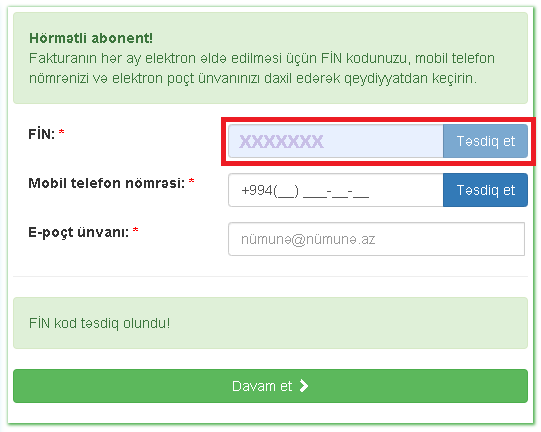 Hörmətli abonent!
Fakturanın hər ay elektron əldə edilməsi üçün FİN kodunuzu, mobil telefon
nömrənizi və elektron poçt ünvanınızı daxil edərək qeydiyyatdan keçirin.
FİN: * XXXXXXX Təsdiq et
Mobil telefon nömrəsi: * +994(__) ___-__-__ Təsdiq et
E-poçt ünvanı: * nümunə@nümunə.az
FİN kod təsdiq olundu!
Davam et